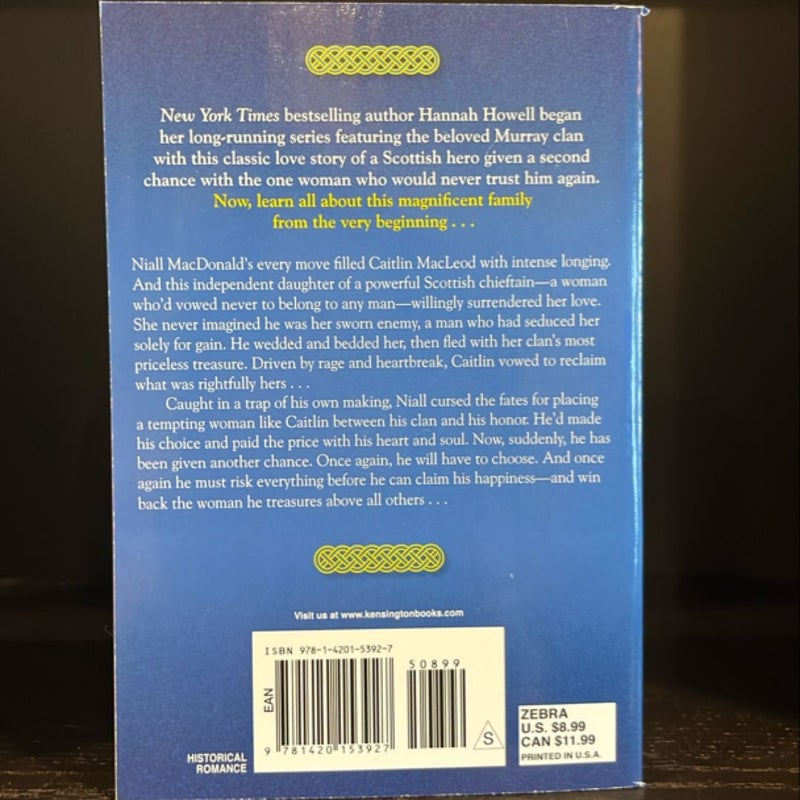 New York Times bestselling author Hannah Howell began
her long-running series featuring the beloved Murray clan
with this classic love story of a Scottish hero given a second
chance with the one woman who would never trust him again.
Now, learn all about this magnificent family
from the very beginning . . .
Niall MacDonald's every move filled Caitlin MacLeod with intense longing.
And this independent daughter of a powerful Scottish chieftain—a woman
who'd vowed never to belong to any man—willingly surrendered her love.
She never imagined he was her sworn enemy, a man who had seduced her
solely for gain. He wedded and bedded her, then fled with her clan's most
priceless treasure. Driven by rage and heartbreak, Caitlin vowed to reclaim
what was rightfully hers . . .
Caught in a trap of his own making, Niall cursed the fates for placing
a tempting woman like Caitlin between his clan and his honor. He'd made
his choice and paid the price with his heart and soul. Now, suddenly, he has
been given another chance. Once again, he will have to choose. And once
again he must risk everything before he can claim his happiness—and win
back the woman he treasures above all others . . .
Visit us at www.kensingtonbooks.com
ISBN 978-1-4201-5392-7
50899
EAN
9 781420 153927
S
HISTORICAL
ROMANCE
ZEBRA
U.S. $8.99
CAN $11.99
PRINTED IN U.S.A.